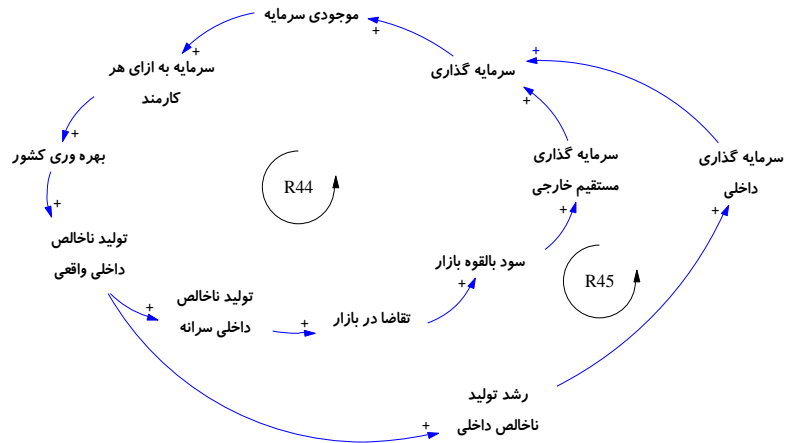 موجودی سرمایه
+
+
+
سرمایه به ازای هر
کارمند
سرمایه گذاری
+
+
بهره وری کشور
سرمایه گذاری
مستقیم خارجی
سرمایه گذاری
داخلی
R44
+
+
+
تولید ناخالص
داخلی واقعی
سود بالقوه بازار
R45
+
تولید ناخالص
داخلی سرانه
+
+
تقاضا در بازار
رشد تولید
ناخالص داخلی
+